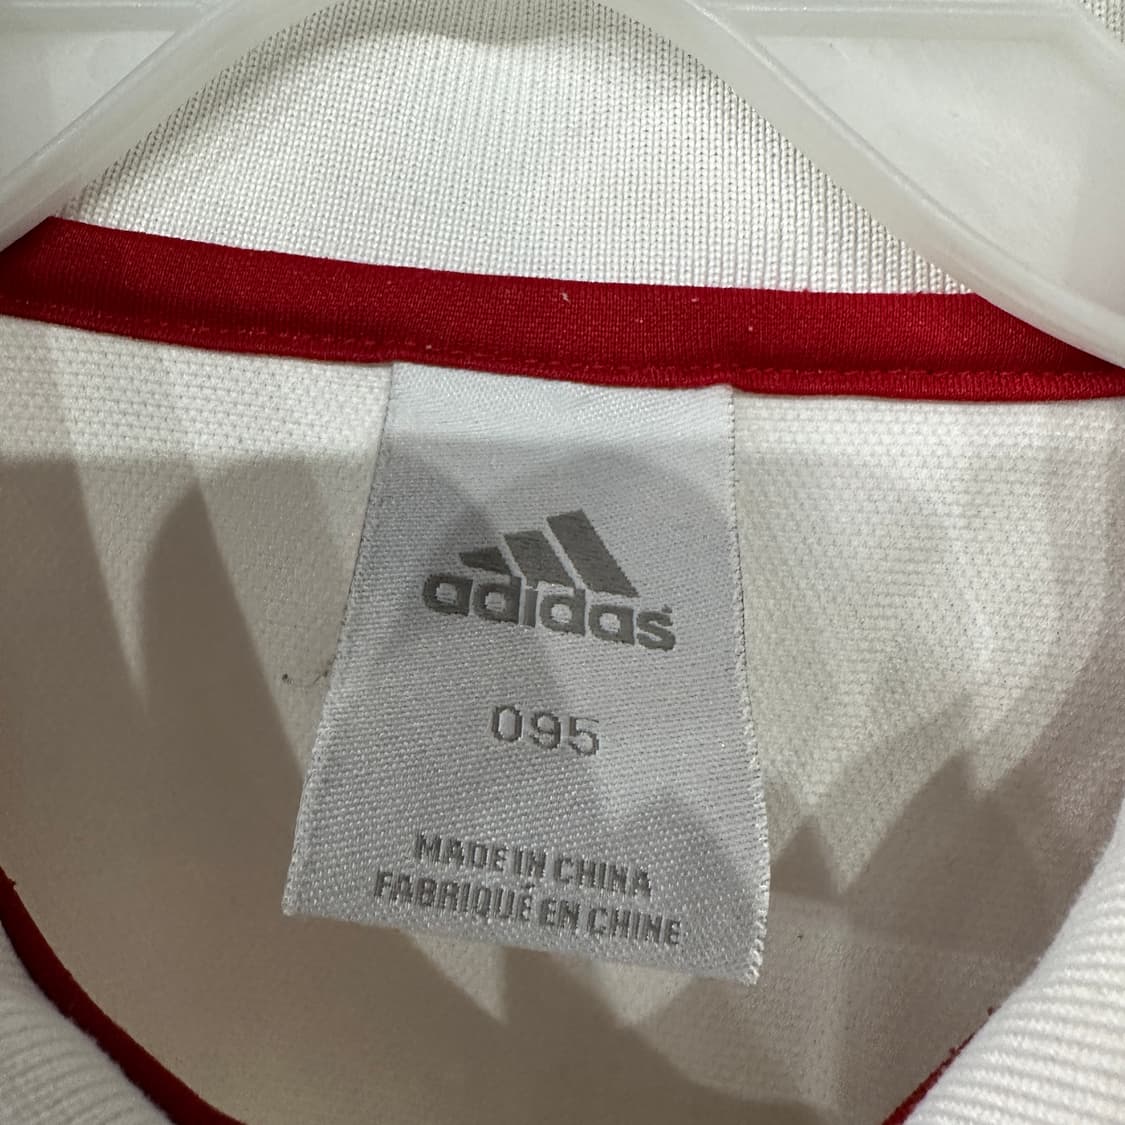 adidas
095
MADE IN CHINA
FABRIQUÉ EN CHINE